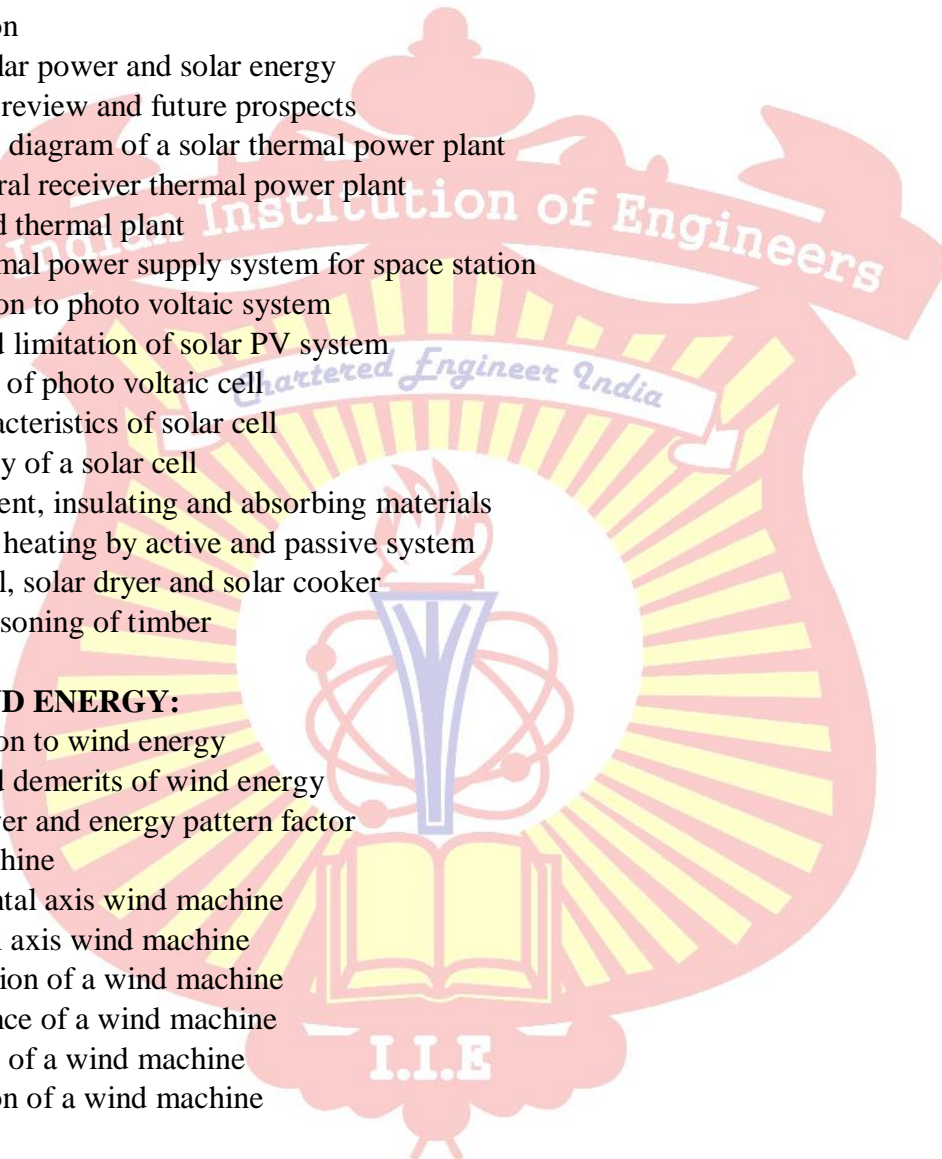 on
lar power and solar energy
review and future prospects
diagram of a solar thermal power plant
ral receiver thermal power plant
d thermal plant
mal power supply system for space station
on to photo voltaic system
d limitation of solar PV system
of photo voltaic cell
acteristics of solar cell
y of a solar cell
ent, insulating and absorbing materials
heating by active and passive system
l, solar dryer and solar cooker
soning of timber
ND ENERGY:
on to wind energy
d demerits of wind energy
er and energy pattern factor
hine
ntal axis wind machine
l axis wind machine
ion of a wind machine
nce of a wind machine
of a wind machine
on of a wind machine
Indian Institution of Engineers
Chartered Engineer India
I.I.E